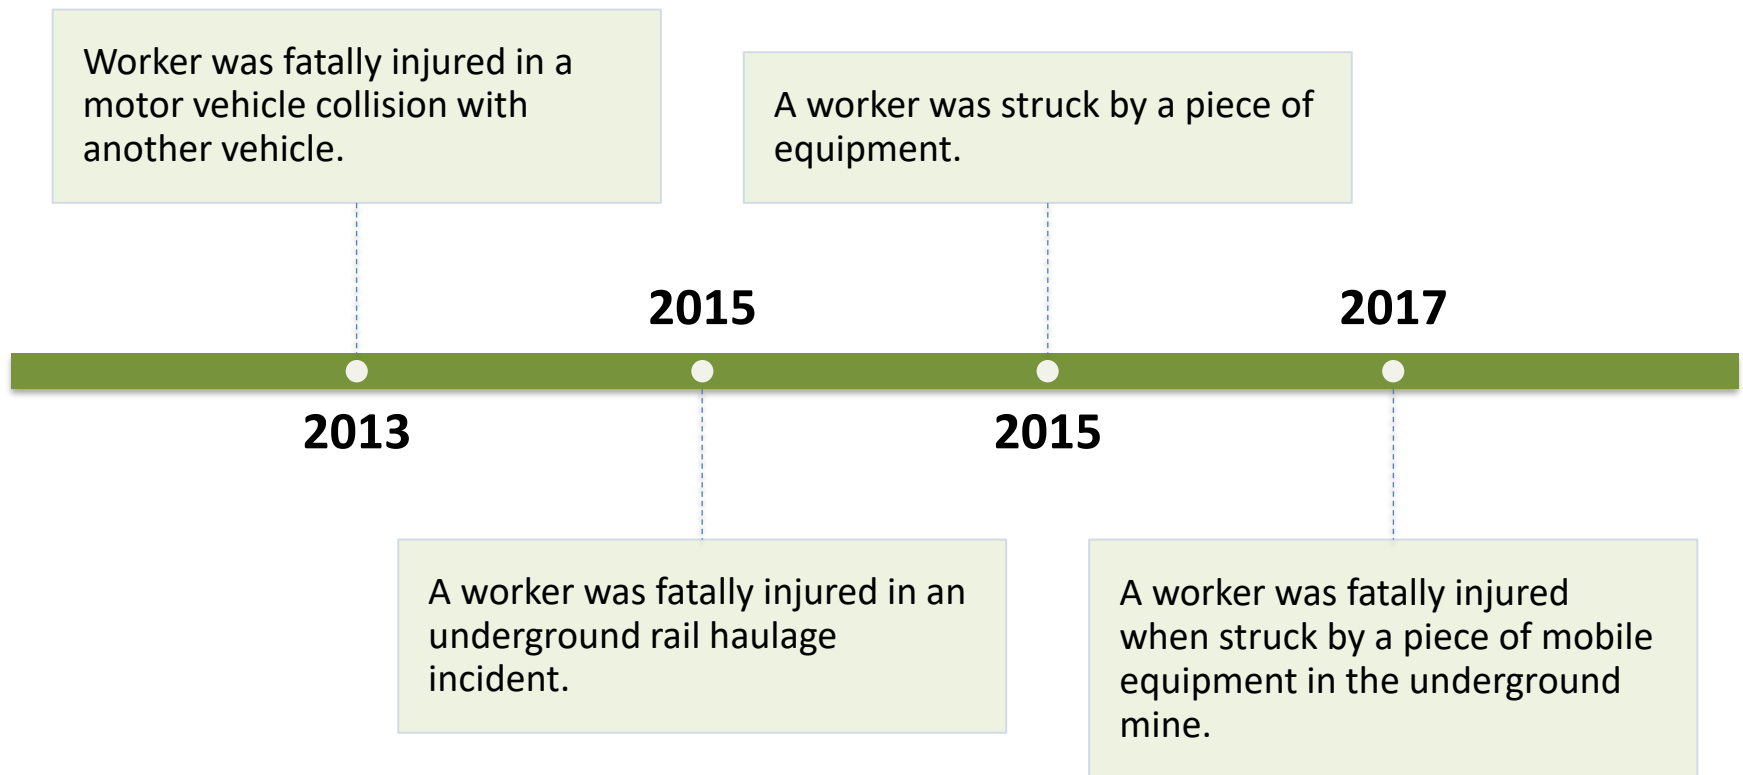 Worker was fatally injured in a
motor vehicle collision with
another vehicle.
A worker was struck by a piece of
equipment.
2015
2017
2013
2015
A worker was fatally injured in an
underground rail haulage
incident.
A worker was fatally injured
when struck by a piece of mobile
equipment in the underground
mine.